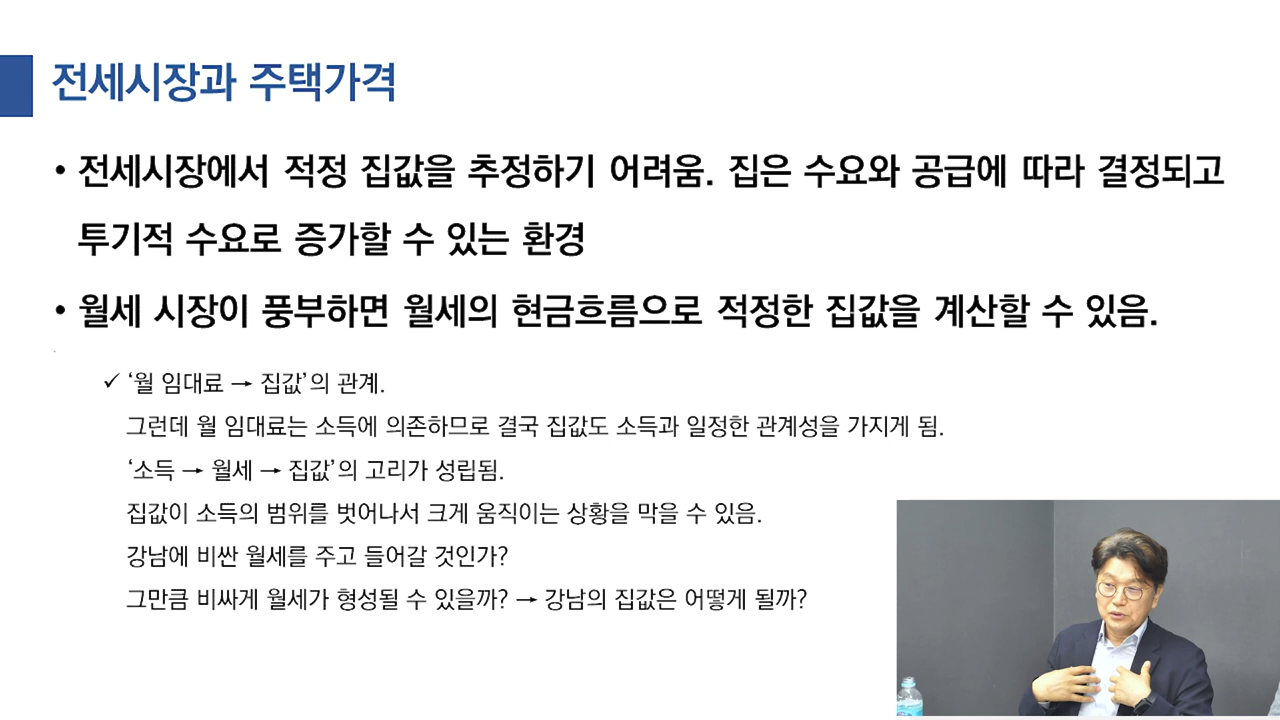 전세시장과 주택가격
• 전세시장에서 적정 집값을 추정하기 어려움. 집은 수요와 공급에 따라 결정되고
투기적 수요로 증가할 수 있는 환경
• 월세 시장이 풍부하면 월세의 현금흐름으로 적정한 집값을 계산할 수 있음.
✓ ‘월 임대료 → 집값’의 관계.
그런데 월 임대료는 소득에 의존하므로 결국 집값도 소득과 일정한 관계성을 가지게 됨.
‘소득 → 월세 → 집값’의 고리가 성립됨.
집값이 소득의 범위를 벗어나서 크게 움직이는 상황을 막을 수 있음.
강남에 비싼 월세를 주고 들어갈 것인가?
그만큼 비싸게 월세가 형성될 수 있을까? → 강남의 집값은 어떻게 될까?